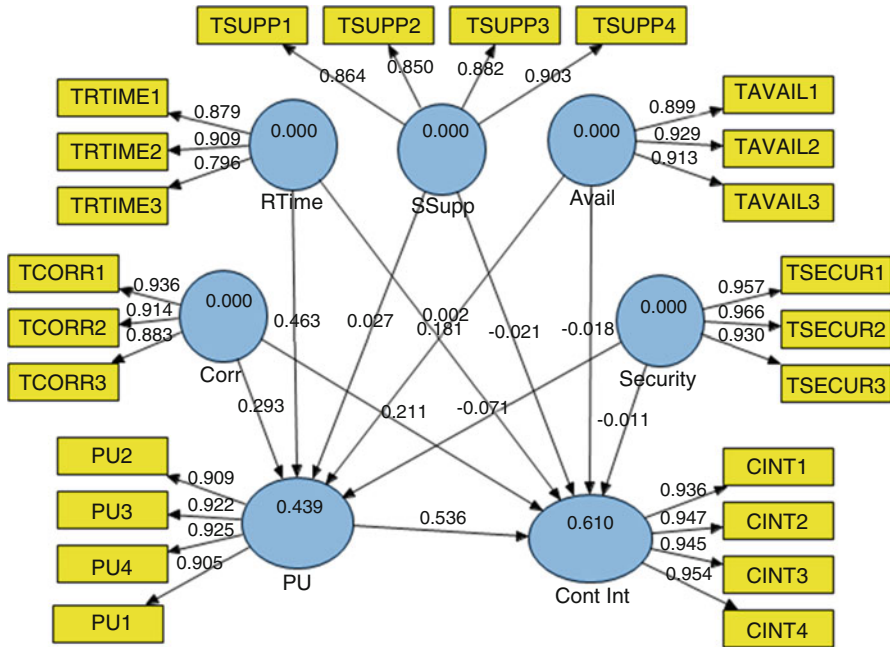 TSUPP1 TSUPP2 TSUPP3 TSUPP4
0.864 0.850 0.882 0.903
TRTIME1 0.879
TRTIME2 0.909
TRTIME3 0.796
0.000 RTime
0.000 SSupp
0.000 Avail
0.899 TAVAIL1
0.929 TAVAIL2
0.913 TAVAIL3
TCORR1 0.936
TCORR2 0.914
TCORR3 0.883
0.000 Corr
0.463 0.027 0.002 0.181 -0.021 -0.018
0.000 Security
0.957 TSECUR1
0.966 TSECUR2
0.930 TSECUR3
0.293 0.211 -0.071 -0.011
PU2 0.909
PU3 0.922
PU4 0.925
PU1 0.905
0.439 PU
0.536
0.610 Cont Int
0.936 CINT1
0.947 CINT2
0.945 CINT3
0.954 CINT4